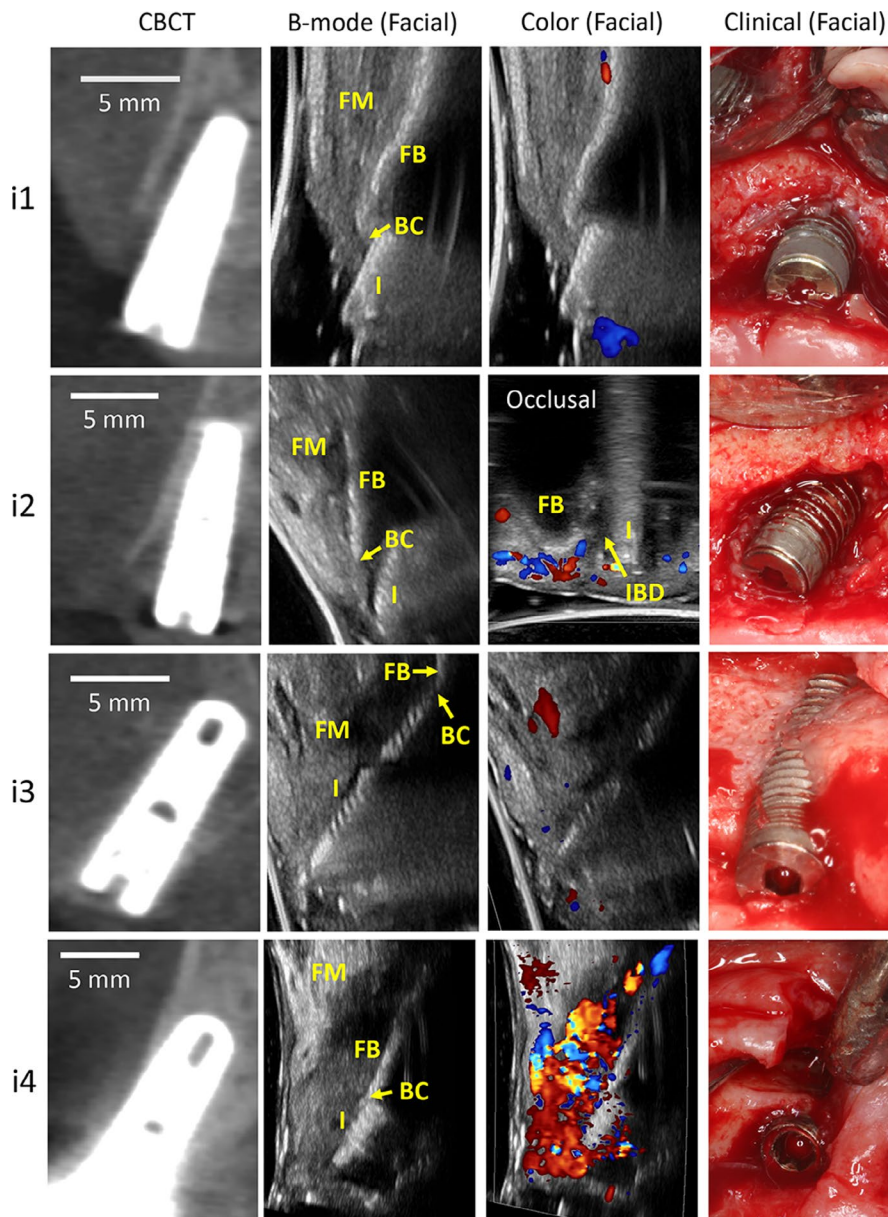 CBCT B-mode (Facial) Color (Facial) Clinical (Facial)
i1
5 mm
FM
FB
BC
I
i2
5 mm
FM
FB
BC
I
Occlusal
FB
I
IBD
i3
5 mm
FB
BC
FM
I
i4
5 mm
FM
FB
BC
I